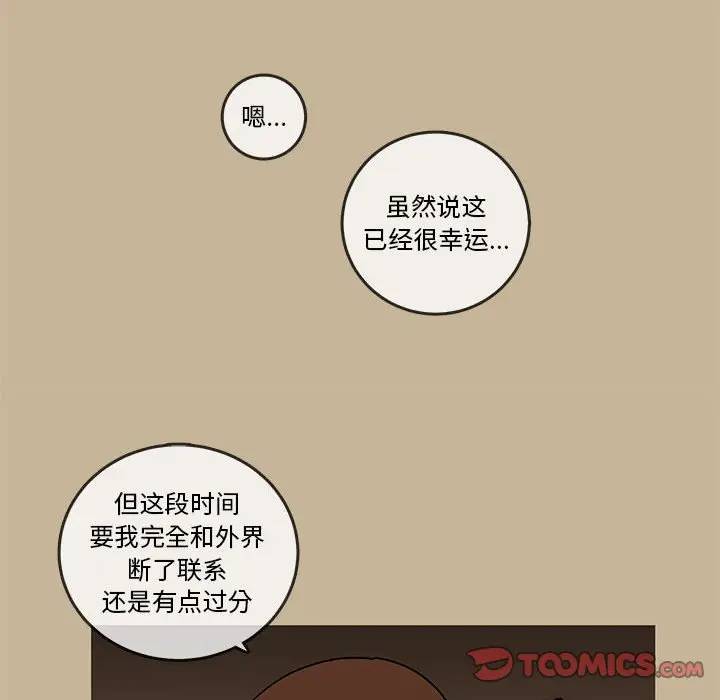 嗯...
虽然说这
已经很幸运...
但这段时间
要我完全和外界
断了联系
还是有点过分
TOOMICS.COM